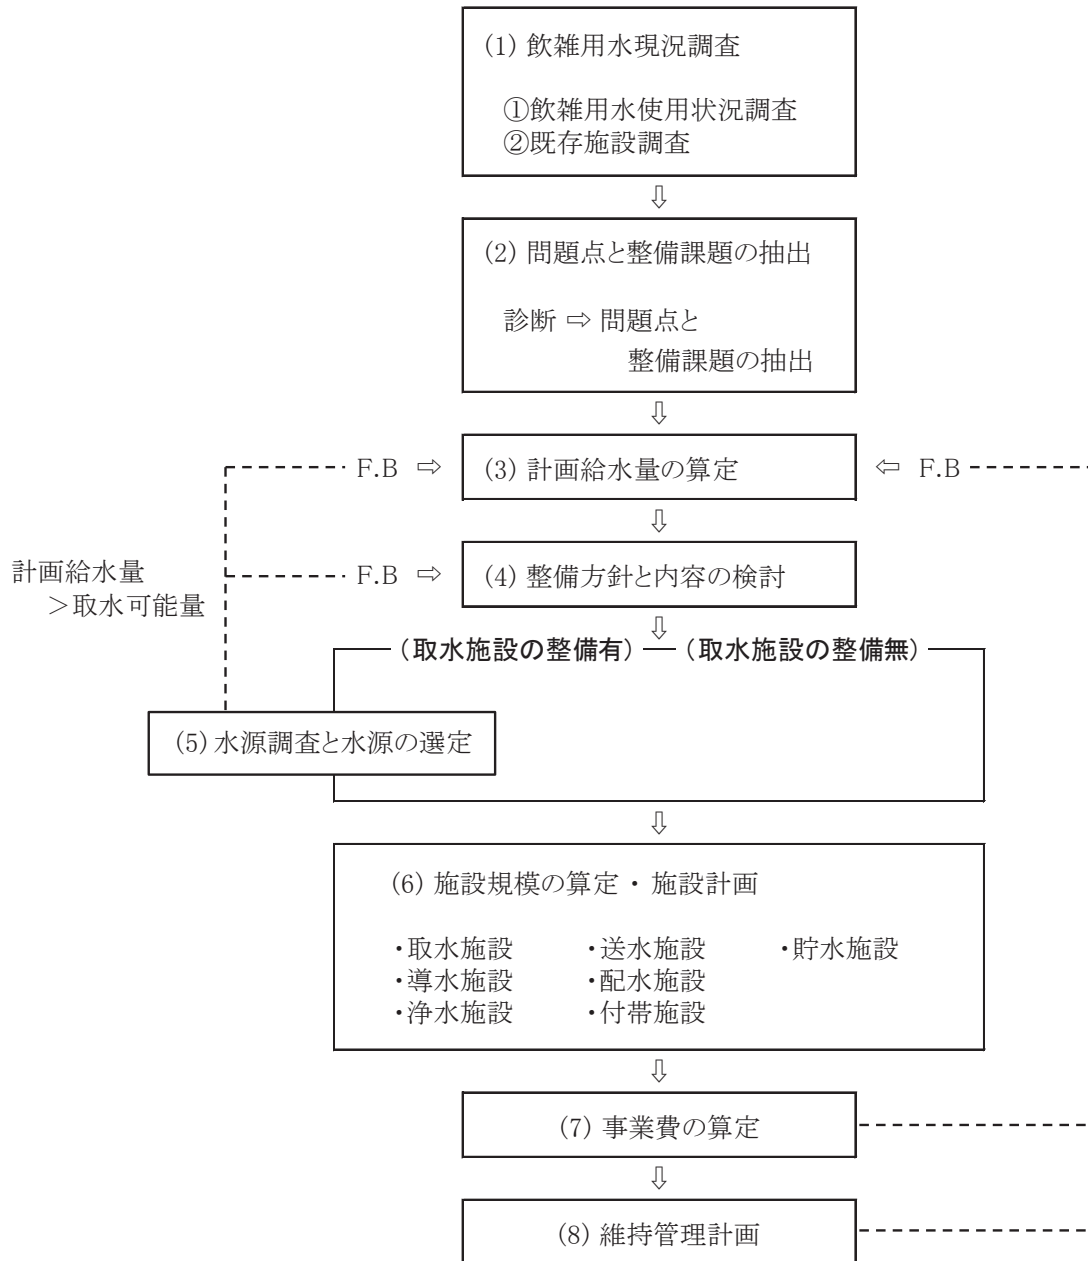 (1) 飲雑用水現況調査
①飲雑用水使用状況調査
②既存施設調査
⇩
(2) 問題点と整備課題の抽出
診断 ⇨ 問題点と
整備課題の抽出
⇩
F.B ⇨ (3) 計画給水量の算定 ⇦ F.B
⇩
計画給水量
>取水可能量
F.B ⇨ (4) 整備方針と内容の検討
⇩
(取水施設の整備有) (取水施設の整備無)
(5) 水源調査と水源の選定
⇩
(6) 施設規模の算定 ・ 施設計画
・取水施設 ・送水施設 ・貯水施設
・導水施設 ・配水施設
・浄水施設 ・付帯施設
⇩
(7) 事業費の算定
⇩
(8) 維持管理計画